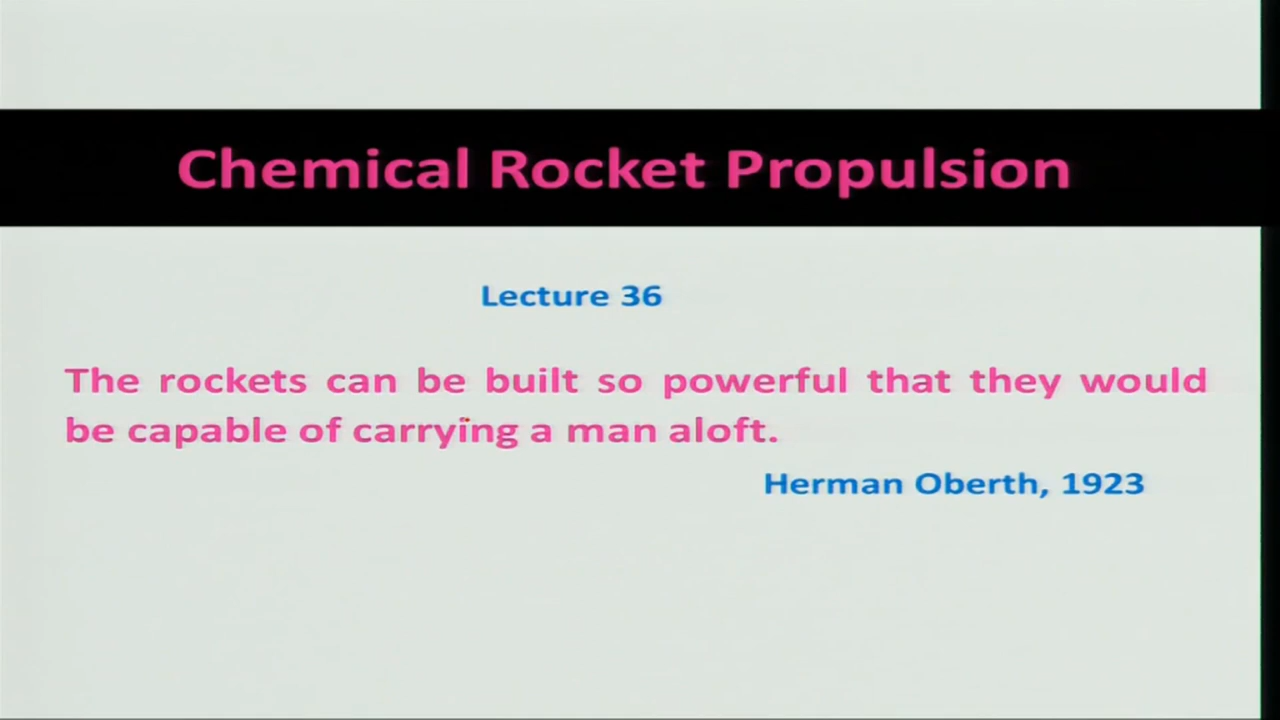 Chemical Rocket Propulsion
Lecture 36
The rockets can be built so powerful that they would
be capable of carrying a man aloft.
Herman Oberth, 1923